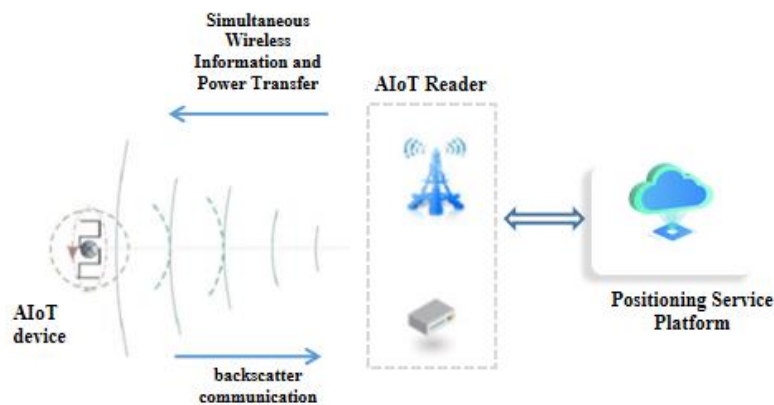 Simultaneous
Wireless
Information and
Power Transfer
AIoT Reader
AIoT
device
backscatter
communication
Positioning Service
Platform